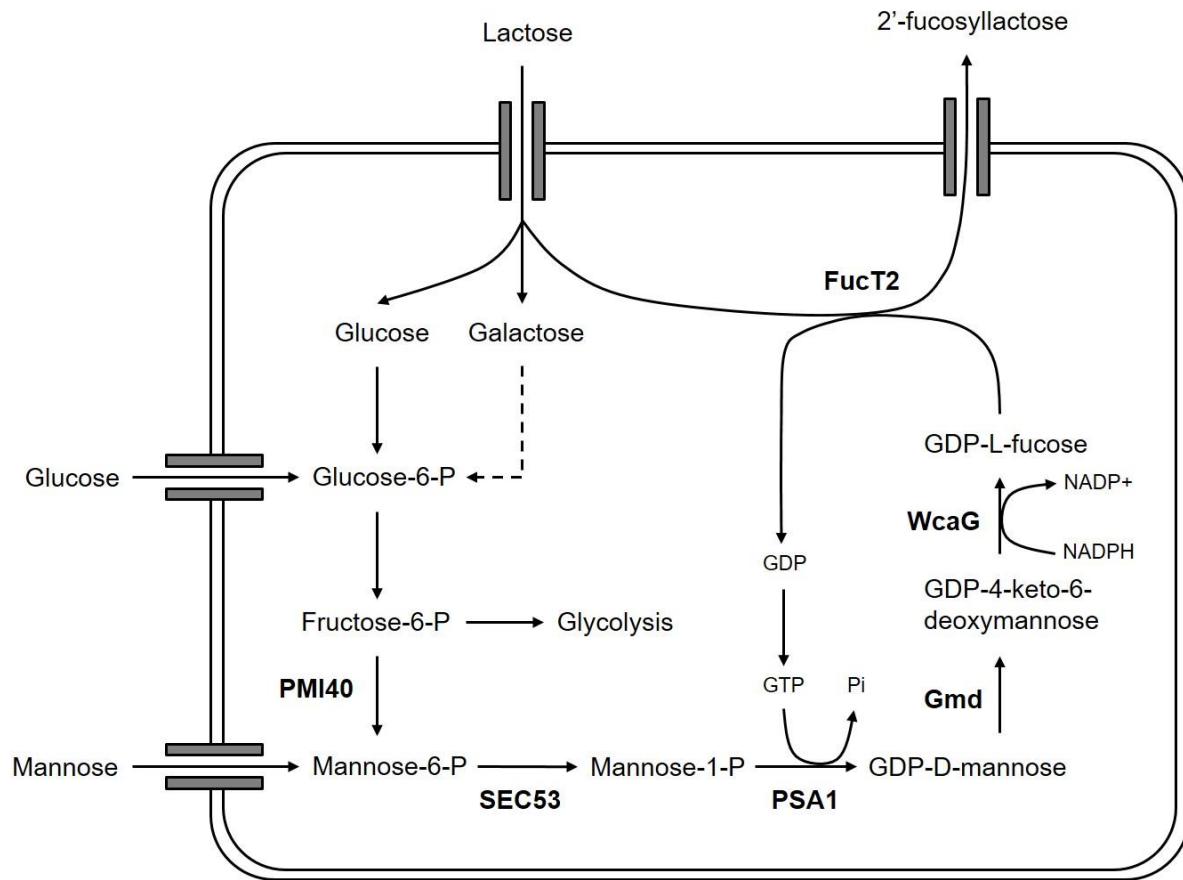 2’-fucosyllactose
Lactose
FucT2
Glucose
Galactose
GDP-L-fucose
Glucose
Glucose-6-P
NADP+
WcaG
NADPH
GDP
GDP-4-keto-6-
deoxymannose
Fructose-6-P
Glycolysis
PMI40
GTP
Pi
Gmd
Mannose
Mannose-6-P
Mannose-1-P
GDP-D-mannose
SEC53
PSA1